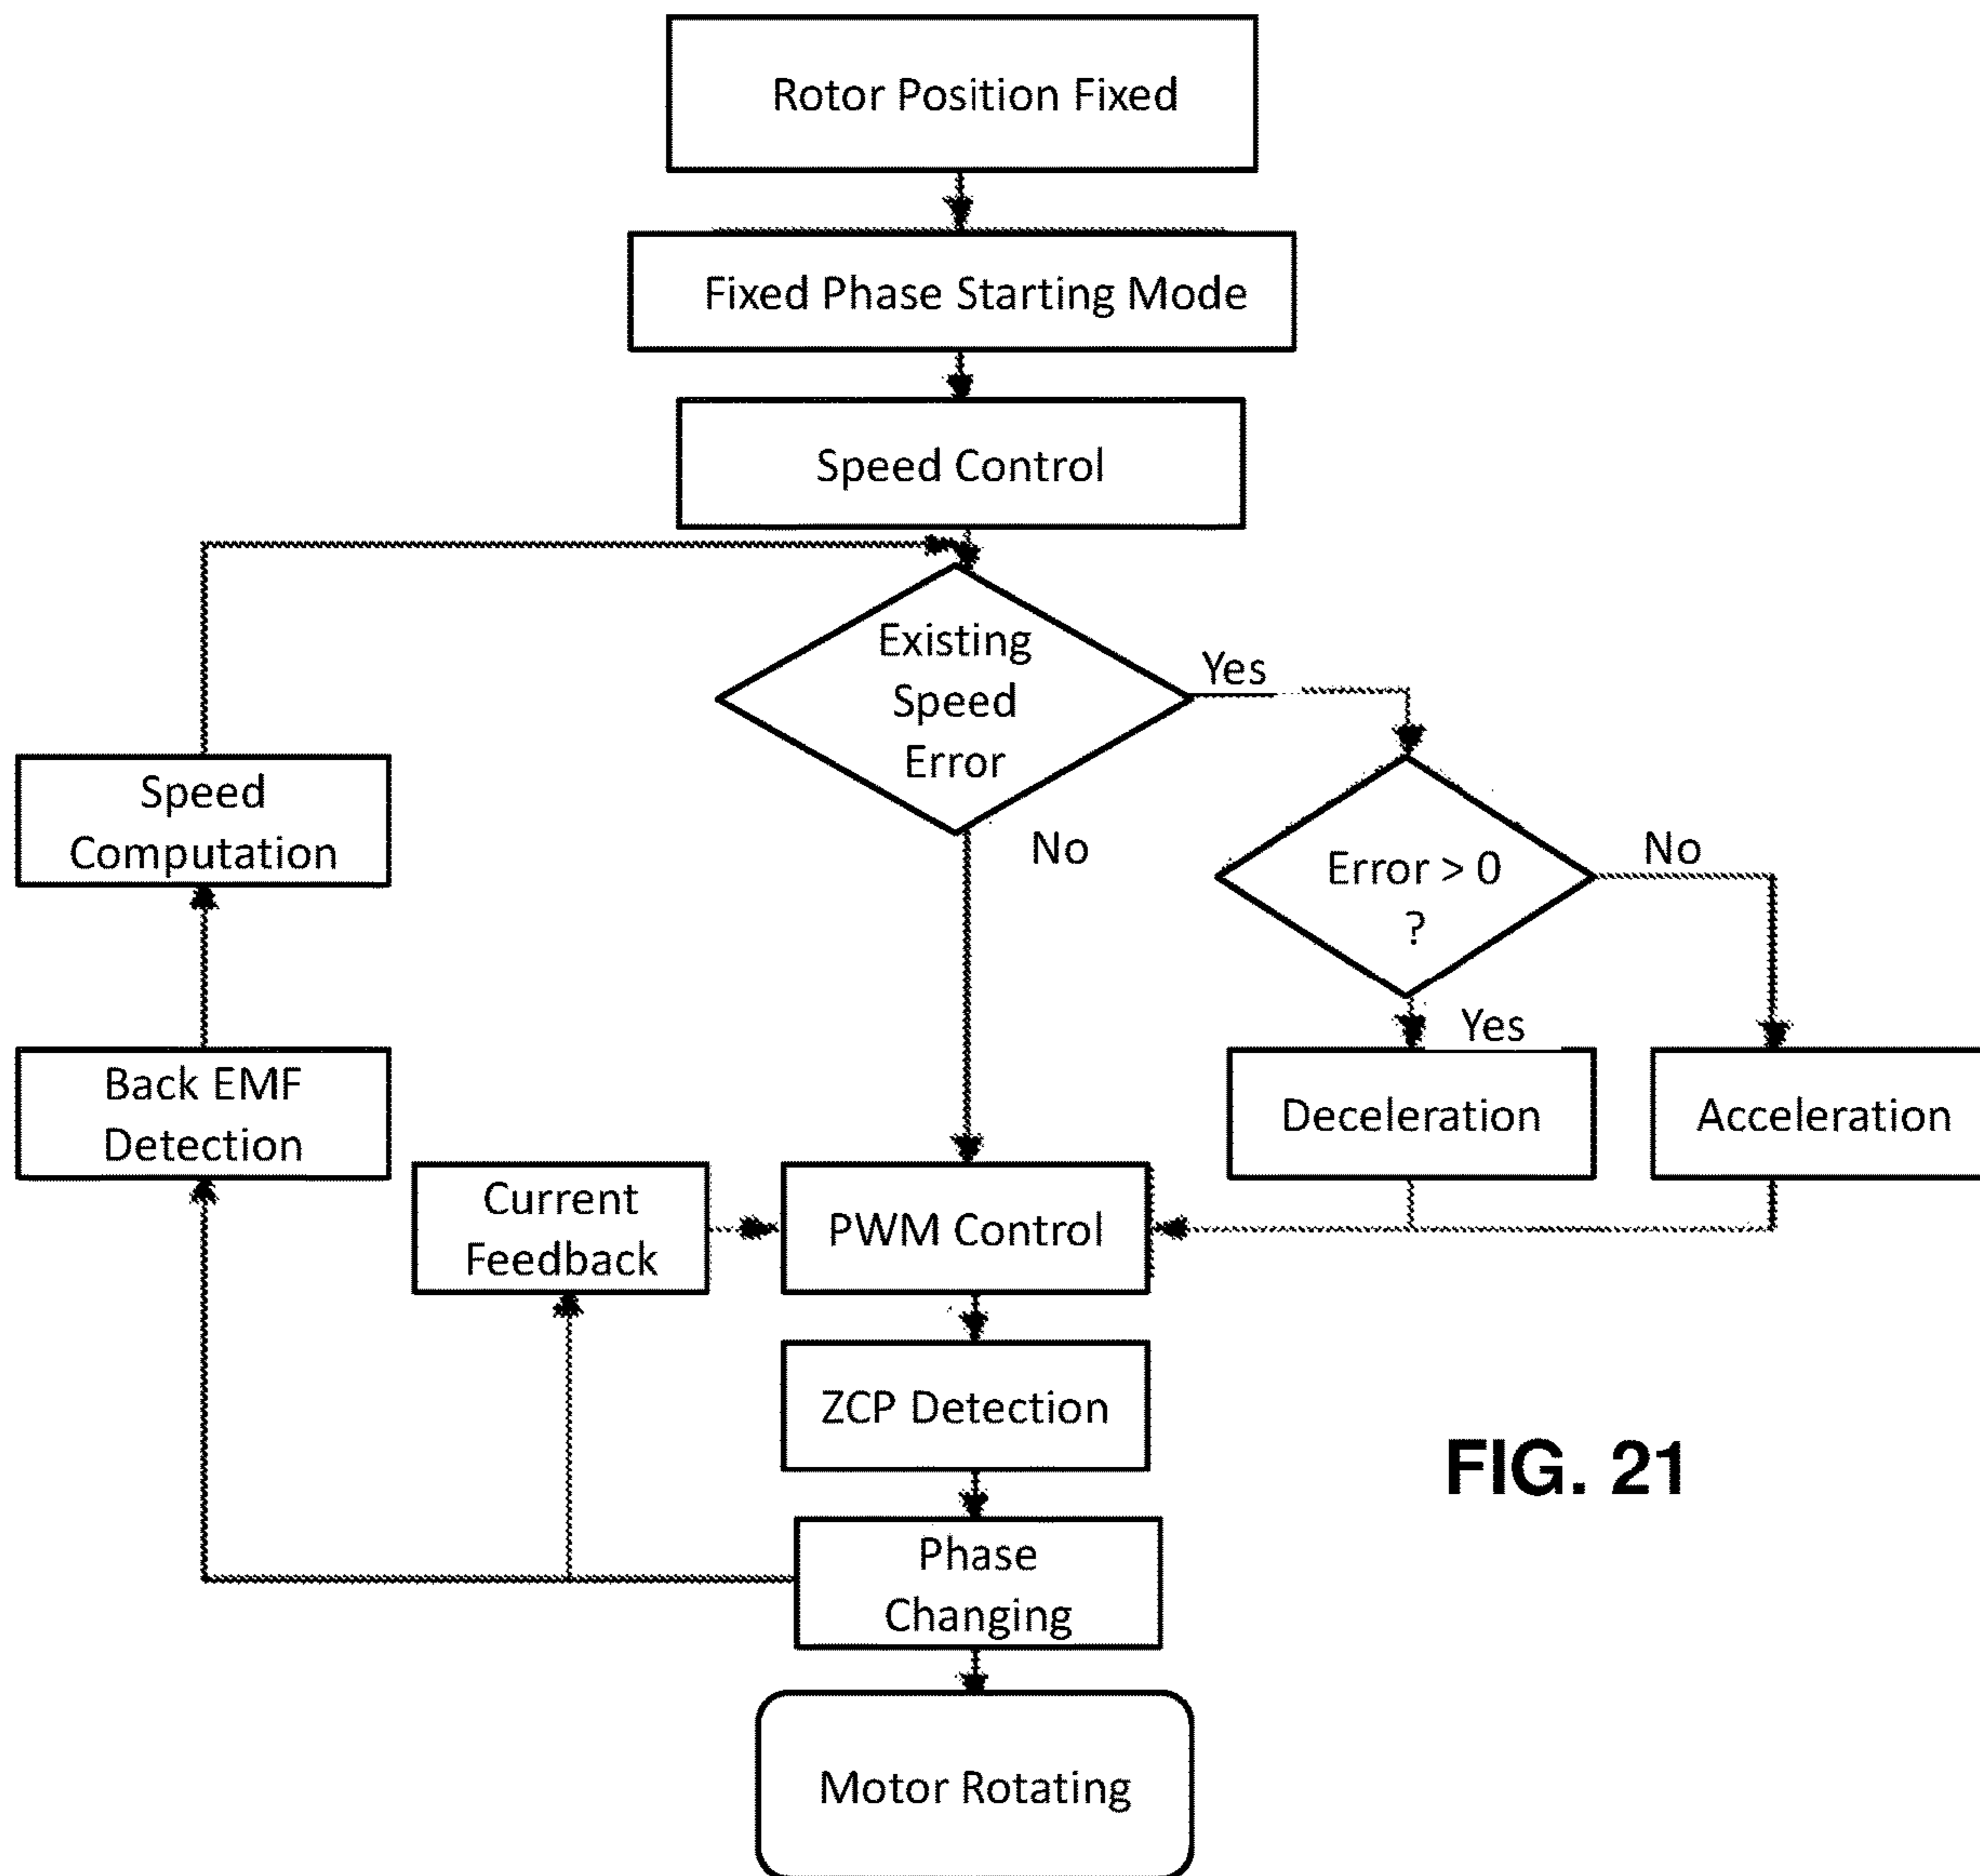 Rotor Position Fixed
Fixed Phase Starting Mode
Speed Control
Existing
Speed
Error
Yes
No
Error > 0
?
No
Yes
Deceleration
Acceleration
Speed
Computation
Back EMF
Detection
Current
Feedback
PWM Control
ZCP Detection
Phase
Changing
Motor Rotating
FIG. 21